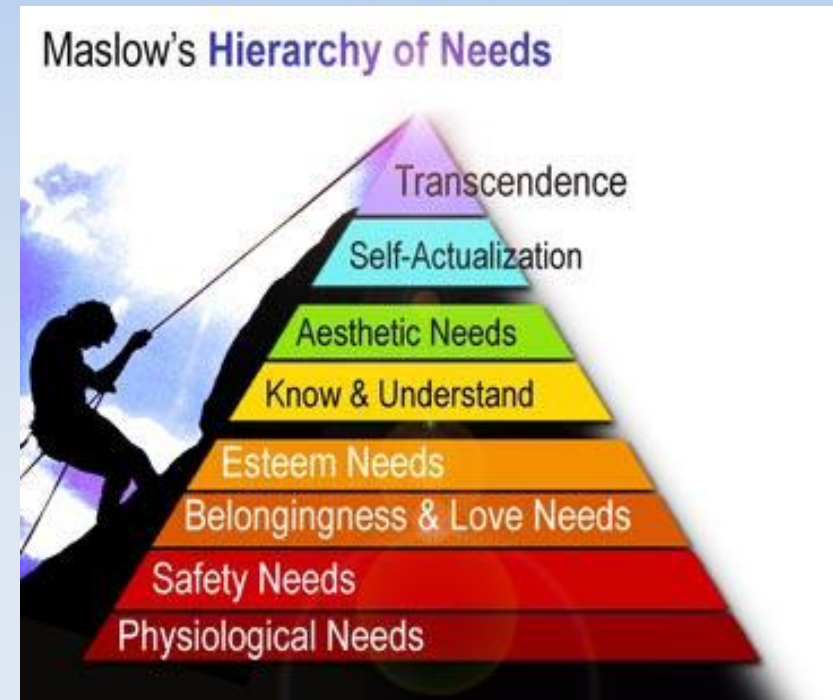 Maslow's Hierarchy of Needs
Transcendence
Self-Actualization
Aesthetic Needs
Know & Understand
Esteem Needs
Belongingness & Love Needs
Safety Needs
Physiological Needs